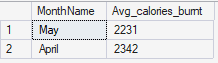 MonthName Avg_calories_burnt
1 May 2231
2 April 2342